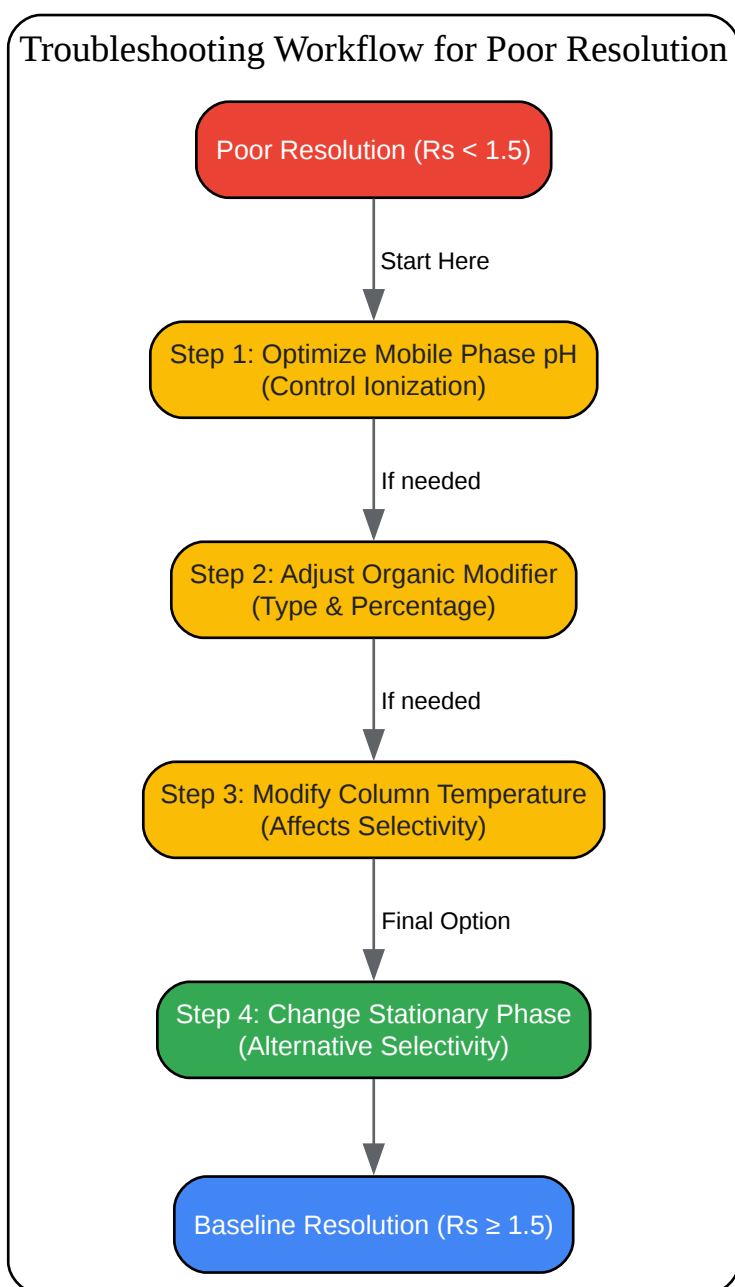 Troubleshooting Workflow for Poor Resolution
Poor Resolution (Rs < 1.5)
Start Here
Step 1: Optimize Mobile Phase pH
(Control Ionization)
If needed
Step 2: Adjust Organic Modifier
(Type & Percentage)
If needed
Step 3: Modify Column Temperature
(Affects Selectivity)
Final Option
Step 4: Change Stationary Phase
(Alternative Selectivity)
Baseline Resolution (Rs ≥ 1.5)